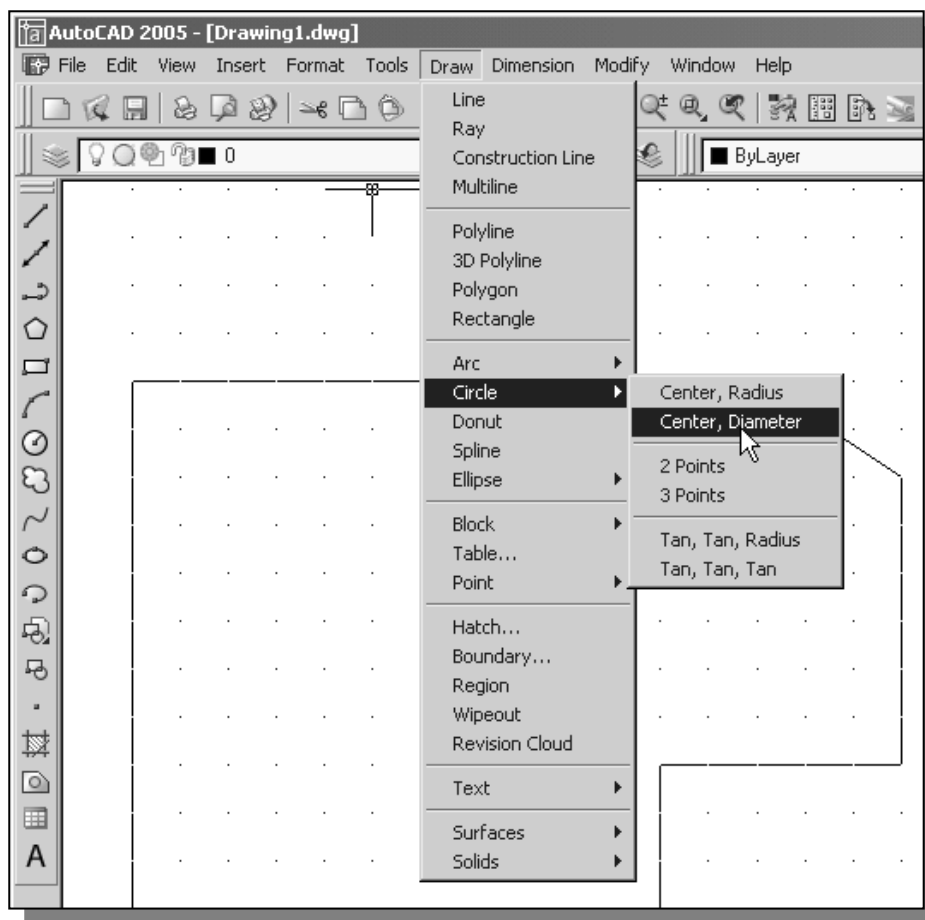 AutoCAD 2005 - [Drawing1.dwg]
File Edit View Insert Format Tools Draw Dimension Modify Window Help
0
ByLayer
Line
Ray
Construction Line
Multiline
Polyline
3D Polyline
Polygon
Rectangle
Arc
Circle
Donut
Spline
Ellipse
Block
Table...
Point
Hatch...
Boundary...
Region
Wipeout
Revision Cloud
Text
Surfaces
Solids
Center, Radius
Center, Diameter
2 Points
3 Points
Tan, Tan, Radius
Tan, Tan, Tan
A